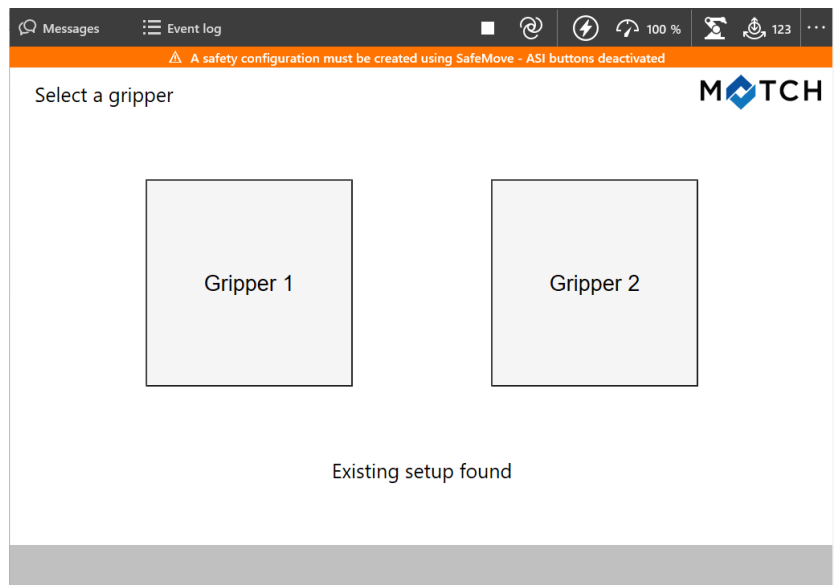 Messages
Event log
100 %
123
A safety configuration must be created using SafeMove - ASI buttons deactivated
Select a gripper
MATCH
Gripper 1
Gripper 2
Existing setup found